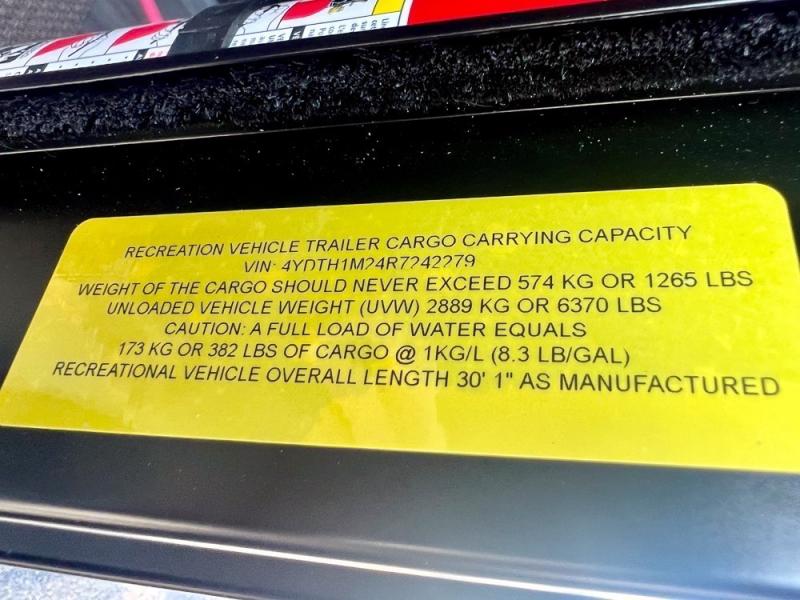 RECREATION VEHICLE TRAILER CARGO CARRYING CAPACITY
VIN: 4YDTH1M24R7242279
WEIGHT OF THE CARGO SHOULD NEVER EXCEED 574 KG OR 1265 LBS
UNLOADED VEHICLE WEIGHT (UVW) 2889 KG OR 6370 LBS
CAUTION: A FULL LOAD OF WATER EQUALS
173 KG OR 382 LBS OF CARGO @ 1KG/L (8.3 LB/GAL)
RECREATIONAL VEHICLE OVERALL LENGTH 30' 1" AS MANUFACTURED